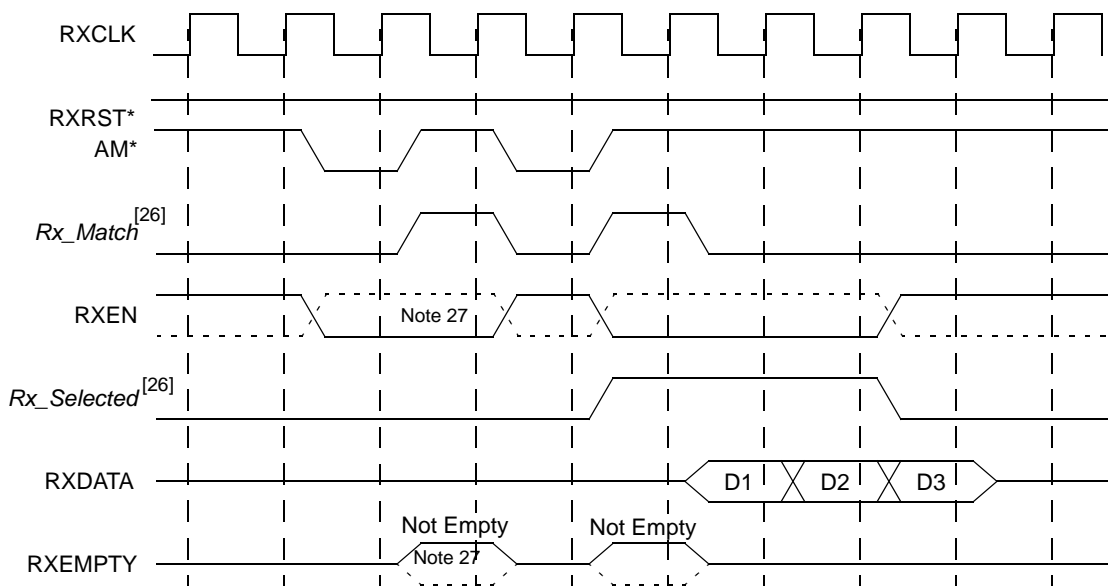 RXCLK
RXRST*
AM*
Rx_Match[26]
RXEN
Note 27
Rx_Selected[26]
RXDATA
D1
D2
D3
Not Empty
Not Empty
RXEMPTY
Note 27